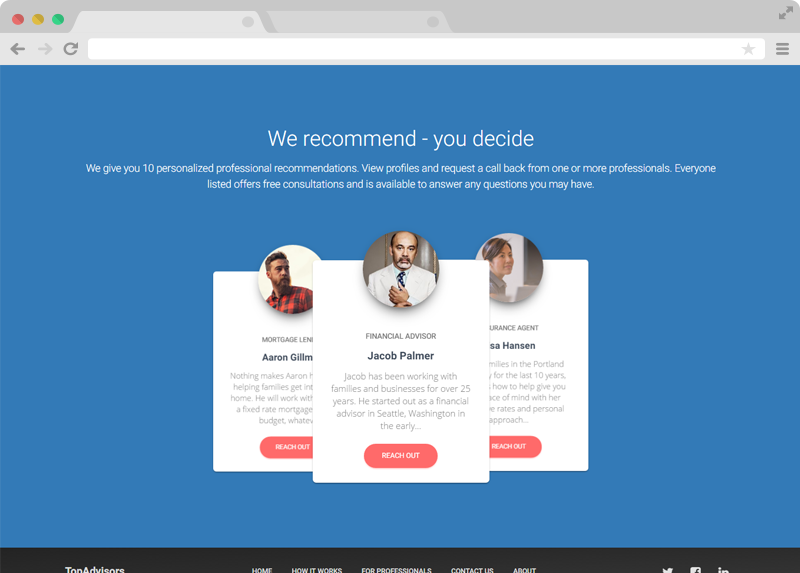 We recommend - you decide
We give you 10 personalized professional recommendations. View profiles and request a call back from one or more professionals. Everyone
listed offers free consultations and is available to answer any questions you may have.
MORTGAGE LEN
Aaron Gillm
Nothing makes Aaron h
helping families get int
home. He will work with
a fixed rate mortgage
budget, whatev
REACH OUT
FINANCIAL ADVISOR
Jacob Palmer
Jacob has been working with
families and businesses for over 25
years. He started out as a financial
advisor in Seattle, Washington in
the early...
REACH OUT
URANCE AGENT
sa Hansen
milies in the Portland
y for the last 10 years,
s how to help give you
ace of mind with her
ve rates and personal
approach...
REACH OUT
TopAdvisors
HOME HOW IT WORKS FOR PROFESSIONALS CONTACT US ABOUT